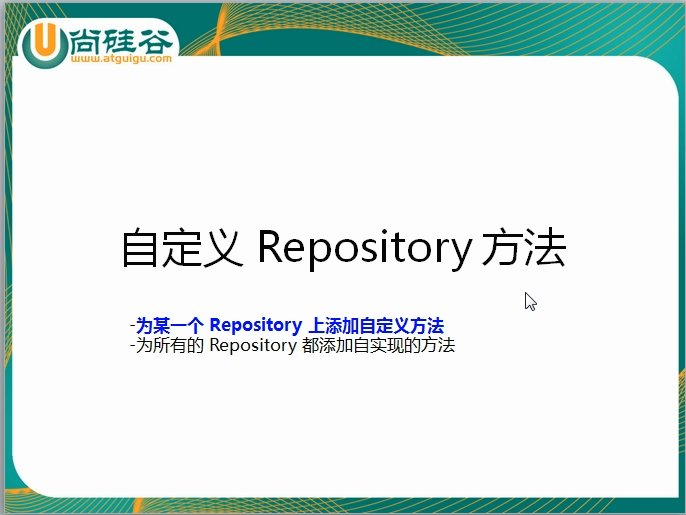 尚硅谷
www.atguigu.com
自定义 Repository 方法
-为某一个 Repository 上添加自定义方法
-为所有的 Repository 都添加自实现的方法